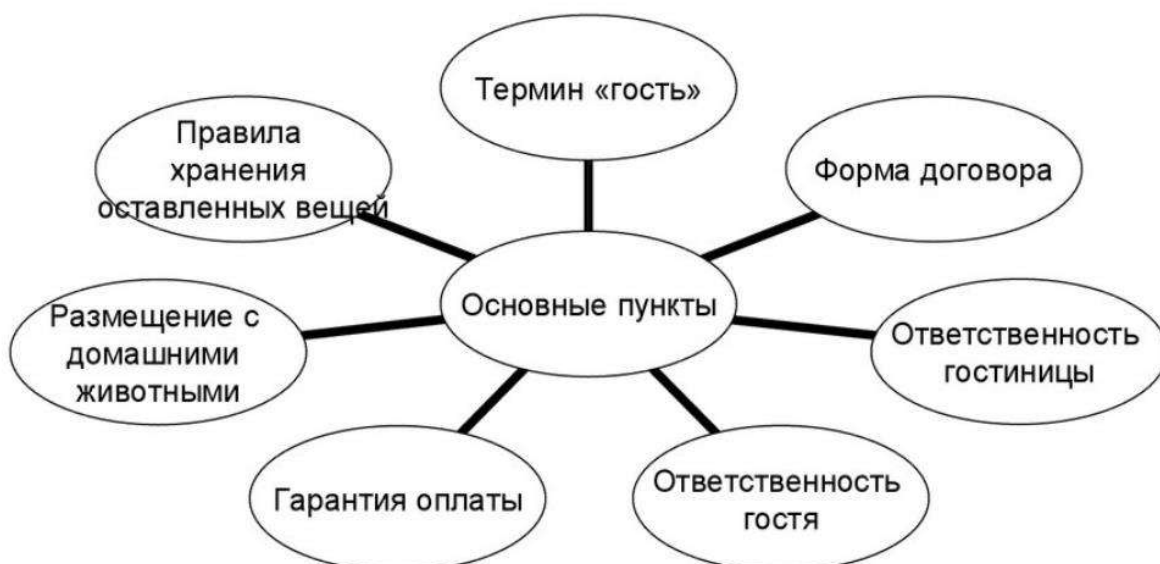 Термин «гость»
Правила
хранения
оставленных вещей
Форма договора
Основные пункты
Размещение с
домашними
животными
Ответственность
гостиницы
Гарантия оплаты
Ответственность
гостя